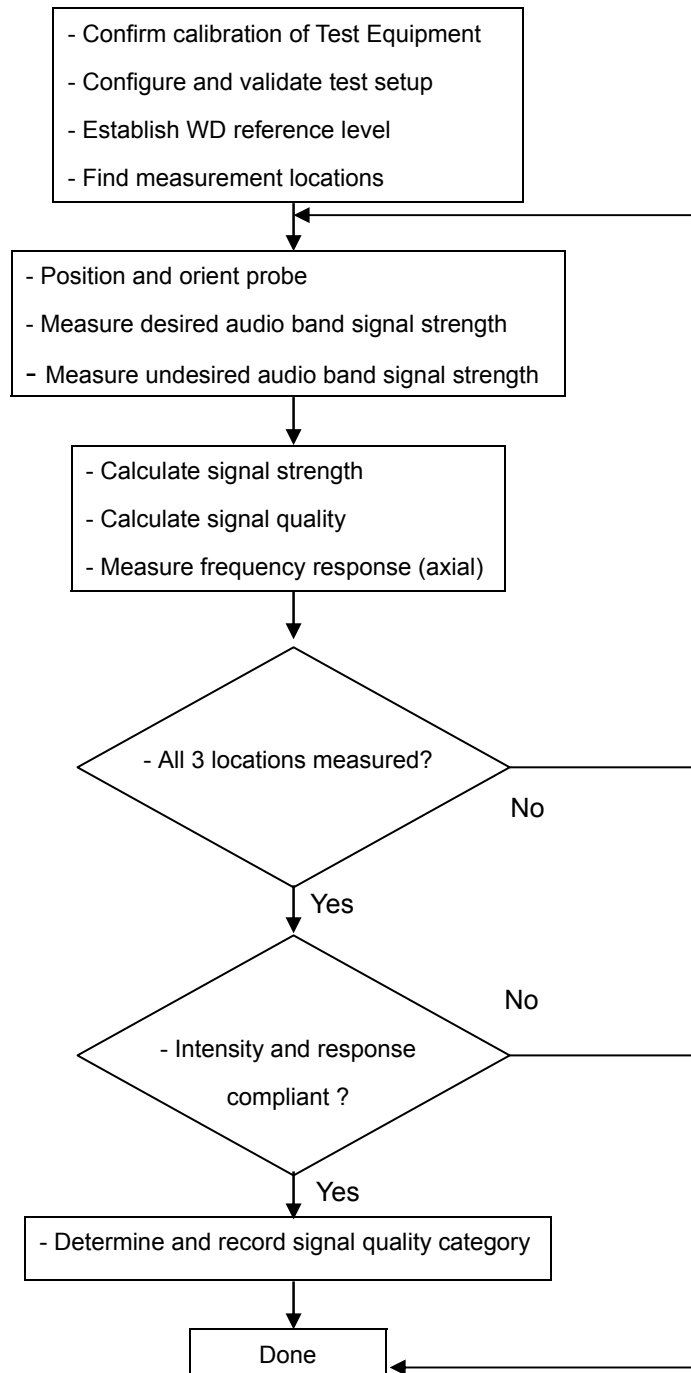 - Confirm calibration of Test Equipment
- Configure and validate test setup
- Establish WD reference level
- Find measurement locations
- Position and orient probe
- Measure desired audio band signal strength
- Measure undesired audio band signal strength
- Calculate signal strength
- Calculate signal quality
- Measure frequency response (axial)
- All 3 locations measured?
No
Yes
No
- Intensity and response
compliant ?
Yes
- Determine and record signal quality category
Done